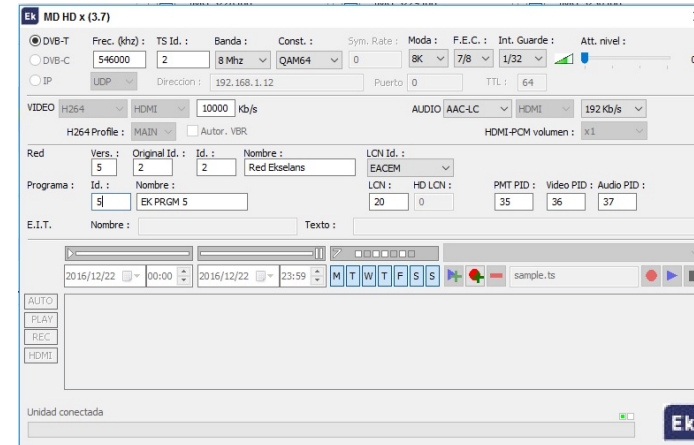 Ek MD HD x (3.7)
DVB-T Frec. (khz) : TS Id. : Banda : Const. : Sym. Rate : Moda : F.E.C. : Int. Guarde : Att. nivel :
DVB-C 546000 2 8 Mhz QAM64 0 8K 7/8 1/32 0
IP UDP Direccion : 192.168.1.12 Puerto 0 TTL : 64
VIDEO H264 HDMI 10000 Kb/s AUDIO AAC-LC HDMI 192 Kb/s
H264 Profile : MAIN Autor. VBR HDMI-PCM volumen : x1
Red Vers. : Original Id. : Id. : Nombre : LCN Id. :
5 2 2 Red Ekselans EACEM
Programa : Id. : Nombre : LCN : HD LCN : PMT PID : Video PID : Audio PID :
5 EK PRGM 5 20 0 35 36 37
E.I.T. Nombre : Texto :
2016/12/22 00:00 2016/12/22 23:59 M T W T F S S sample.ts
AUTO
PLAY
REC
HDMI
Unidad conectada
Ek